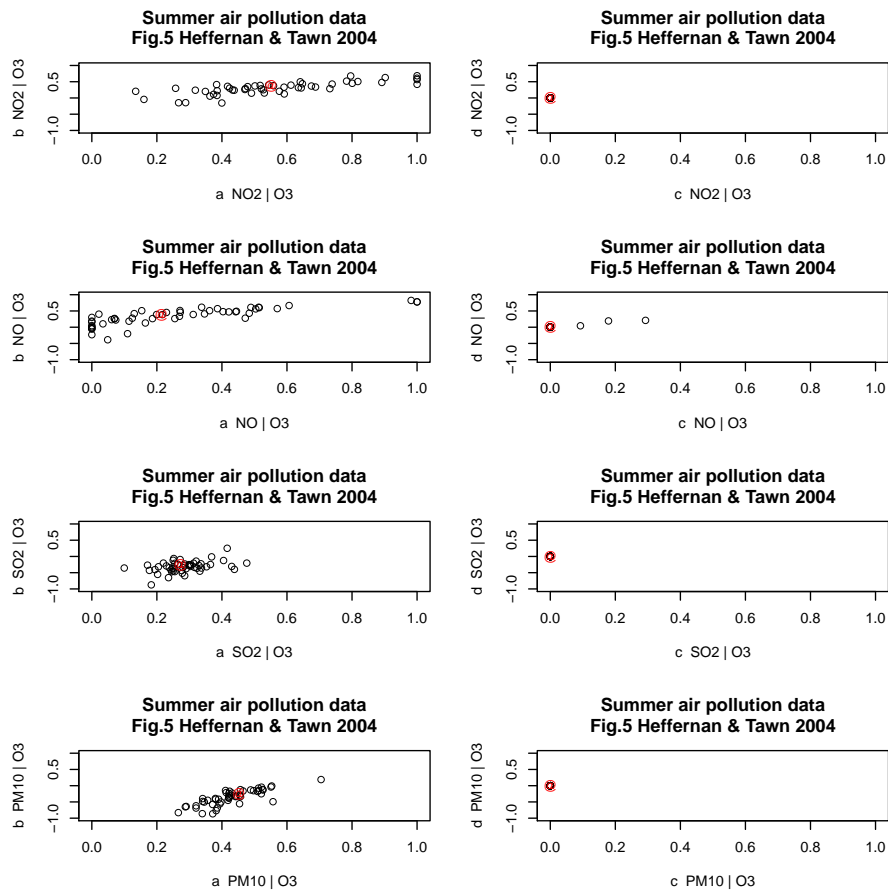 Summer air pollution data
Fig.5 Heffernan & Tawn 2004
b NO2 | O3
0.5
−1.0
0.0 0.2 0.4 0.6 0.8 1.0
a NO2 | O3
Summer air pollution data
Fig.5 Heffernan & Tawn 2004
d NO2 | O3
0.5
−1.0
0.0 0.2 0.4 0.6 0.8 1.0
c NO2 | O3
Summer air pollution data
Fig.5 Heffernan & Tawn 2004
b NO | O3
0.5
−1.0
0.0 0.2 0.4 0.6 0.8 1.0
a NO | O3
Summer air pollution data
Fig.5 Heffernan & Tawn 2004
d NO | O3
0.5
−1.0
0.0 0.2 0.4 0.6 0.8 1.0
c NO | O3
Summer air pollution data
Fig.5 Heffernan & Tawn 2004
b SO2 | O3
0.5
−1.0
0.0 0.2 0.4 0.6 0.8 1.0
a SO2 | O3
Summer air pollution data
Fig.5 Heffernan & Tawn 2004
d SO2 | O3
0.5
−1.0
0.0 0.2 0.4 0.6 0.8 1.0
c SO2 | O3
Summer air pollution data
Fig.5 Heffernan & Tawn 2004
b PM10 | O3
0.5
−1.0
0.0 0.2 0.4 0.6 0.8 1.0
a PM10 | O3
Summer air pollution data
Fig.5 Heffernan & Tawn 2004
d PM10 | O3
0.5
−1.0
0.0 0.2 0.4 0.6 0.8 1.0
c PM10 | O3